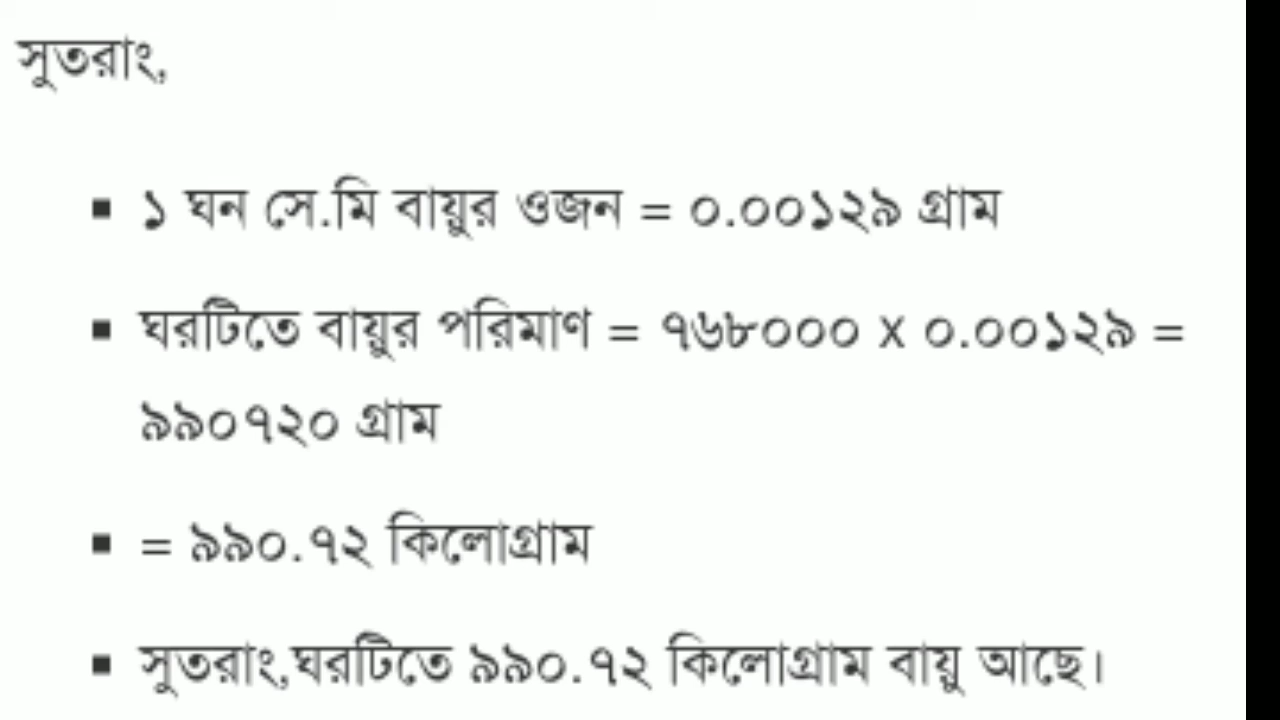 সুতরাং,
▪ ১ ঘন সে.মি বায়ুর ওজন = ০.০০১২৯ গ্রাম
▪ ঘরটিতে বায়ুর পরিমাণ = ৭৬৮০০০ x ০.০০১২৯ =
৯৯০৭২০ গ্রাম
▪ = ৯৯০.৭২ কিলোগ্রাম
▪ সুতরাং,ঘরটিতে ৯৯০.৭২ কিলোগ্রাম বায়ু আছে।